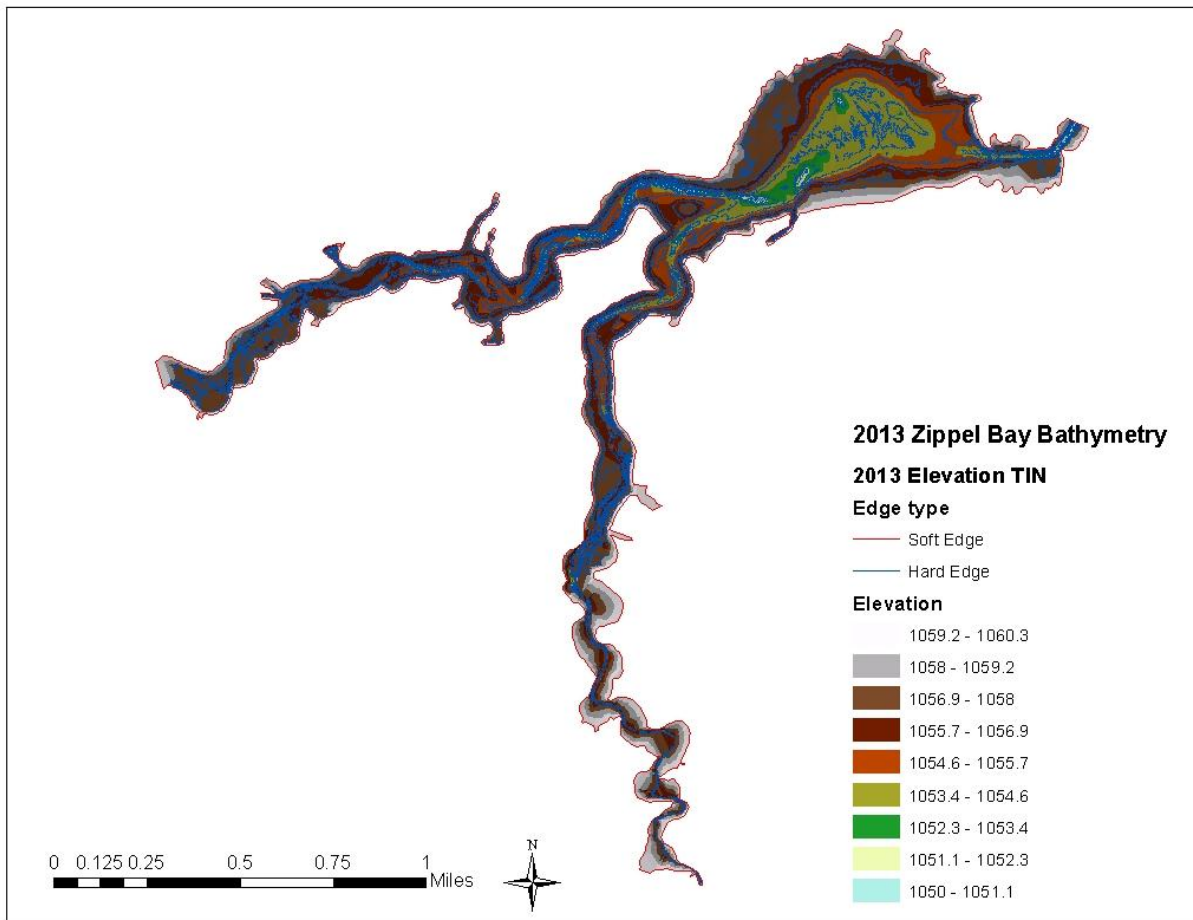 2013 Zippel Bay Bathymetry
2013 Elevation TIN
Edge type
Soft Edge
Hard Edge
Elevation
1059.2 - 1060.3
1058 - 1059.2
1056.9 - 1058
1055.7 - 1056.9
1054.6 - 1055.7
1053.4 - 1054.6
1052.3 - 1053.4
1051.1 - 1052.3
1050 - 1051.1
N
0 0.125 0.25 0.5 0.75 1
Miles